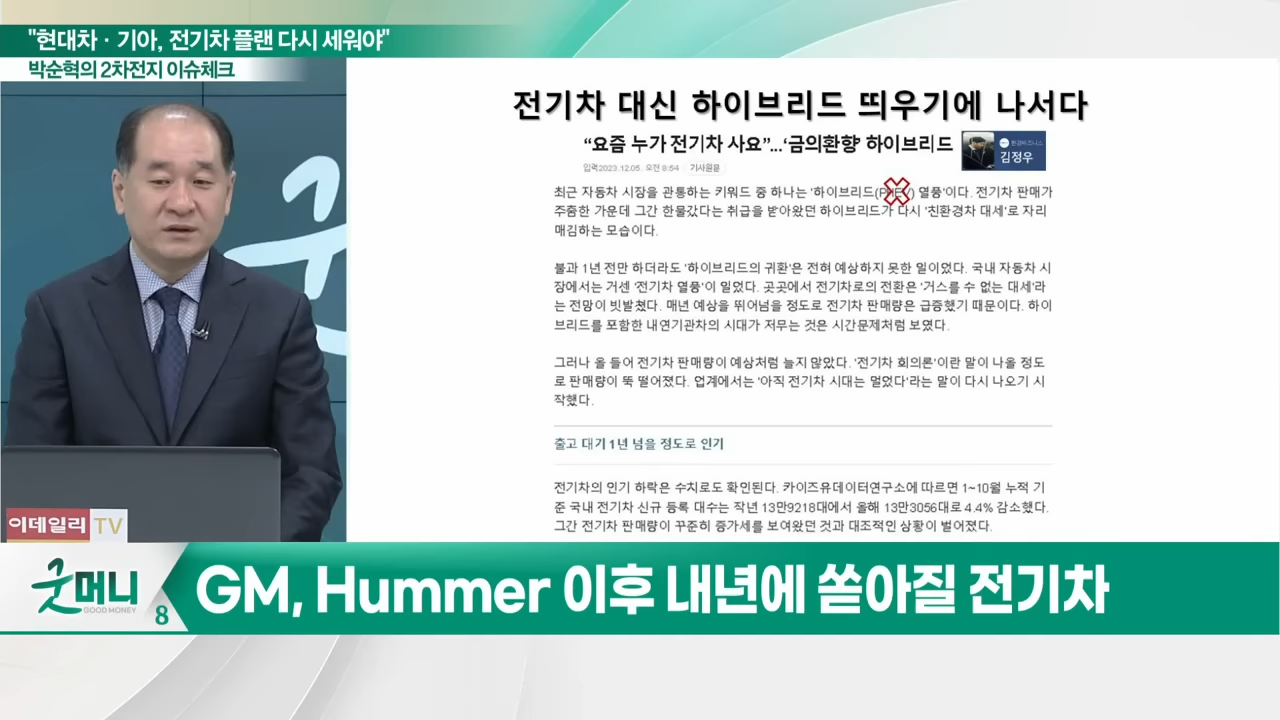 "현대차 · 기아, 전기차 플랜 다시 세워야"
박순혁의 2차전지 이슈체크
전기차 대신 하이브리드 띄우기에 나서다
“요즘 누가 전기차 사요”...‘금의환향’ 하이브리드
한경비즈니스
김정우
입력2023.12.05. 오전 8:54 기사원문
최근 자동차 시장을 관통하는 키워드 중 하나는 '하이브리드( ) 열풍'이다. 전기차 판매가
주춤한 가운데 그간 한물갔다는 취급을 받아왔던 하이브리드가 다시 '친환경차 대세'로 자리
매김하는 모습이다.
불과 1년 전만 하더라도 '하이브리드의 귀환'은 전혀 예상하지 못한 일이었다. 국내 자동차 시
장에서는 거센 '전기차 열풍'이 일었다. 곳곳에서 전기차로의 전환은 '거스를 수 없는 대세'라
는 전망이 빗발쳤다. 매년 예상을 뛰어넘을 정도로 전기차 판매량은 급증했기 때문이다. 하이
브리드를 포함한 내연기관차의 시대가 저무는 것은 시간문제처럼 보였다.
그러나 올 들어 전기차 판매량이 예상처럼 늘지 않았다. '전기차 회의론'이란 말이 나올 정도
로 판매량이 뚝 떨어졌다. 업계에서는 '아직 전기차 시대는 멀었다'라는 말이 다시 나오기 시
작했다.
출고 대기 1년 넘을 정도로 인기
전기차의 인기 하락은 수치로도 확인된다. 카이즈유데이터연구소에 따르면 1~10월 누적 기
준 국내 전기차 신규 등록 대수는 작년 13만9218대에서 올해 13만3056대로 4.4% 감소했다.
그간 전기차 판매량이 꾸준히 증가세를 보여왔던 것과 대조적인 상황이 벌어졌다.
이데일리 TV
굿머니
GOOD MONEY
8
GM, Hummer 이후 내년에 쏟아질 전기차